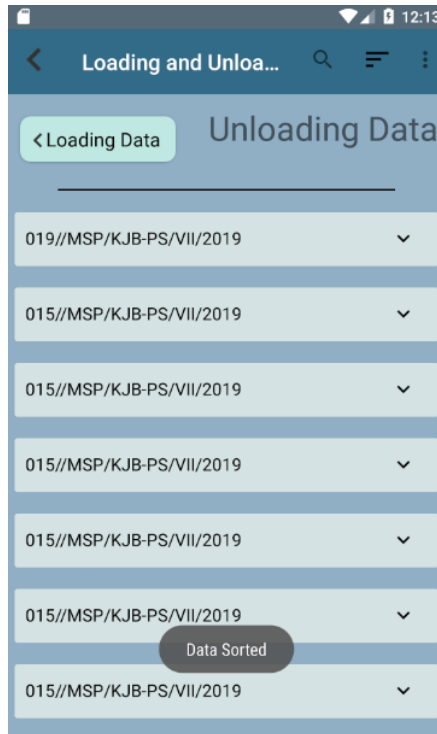 12:13
Loading and Unloa...
Loading Data
Unloading Data
019//MSP/KJB-PS/VII/2019
015//MSP/KJB-PS/VII/2019
015//MSP/KJB-PS/VII/2019
015//MSP/KJB-PS/VII/2019
015//MSP/KJB-PS/VII/2019
015//MSP/KJB-PS/VII/2019
Data Sorted
015//MSP/KJB-PS/VII/2019